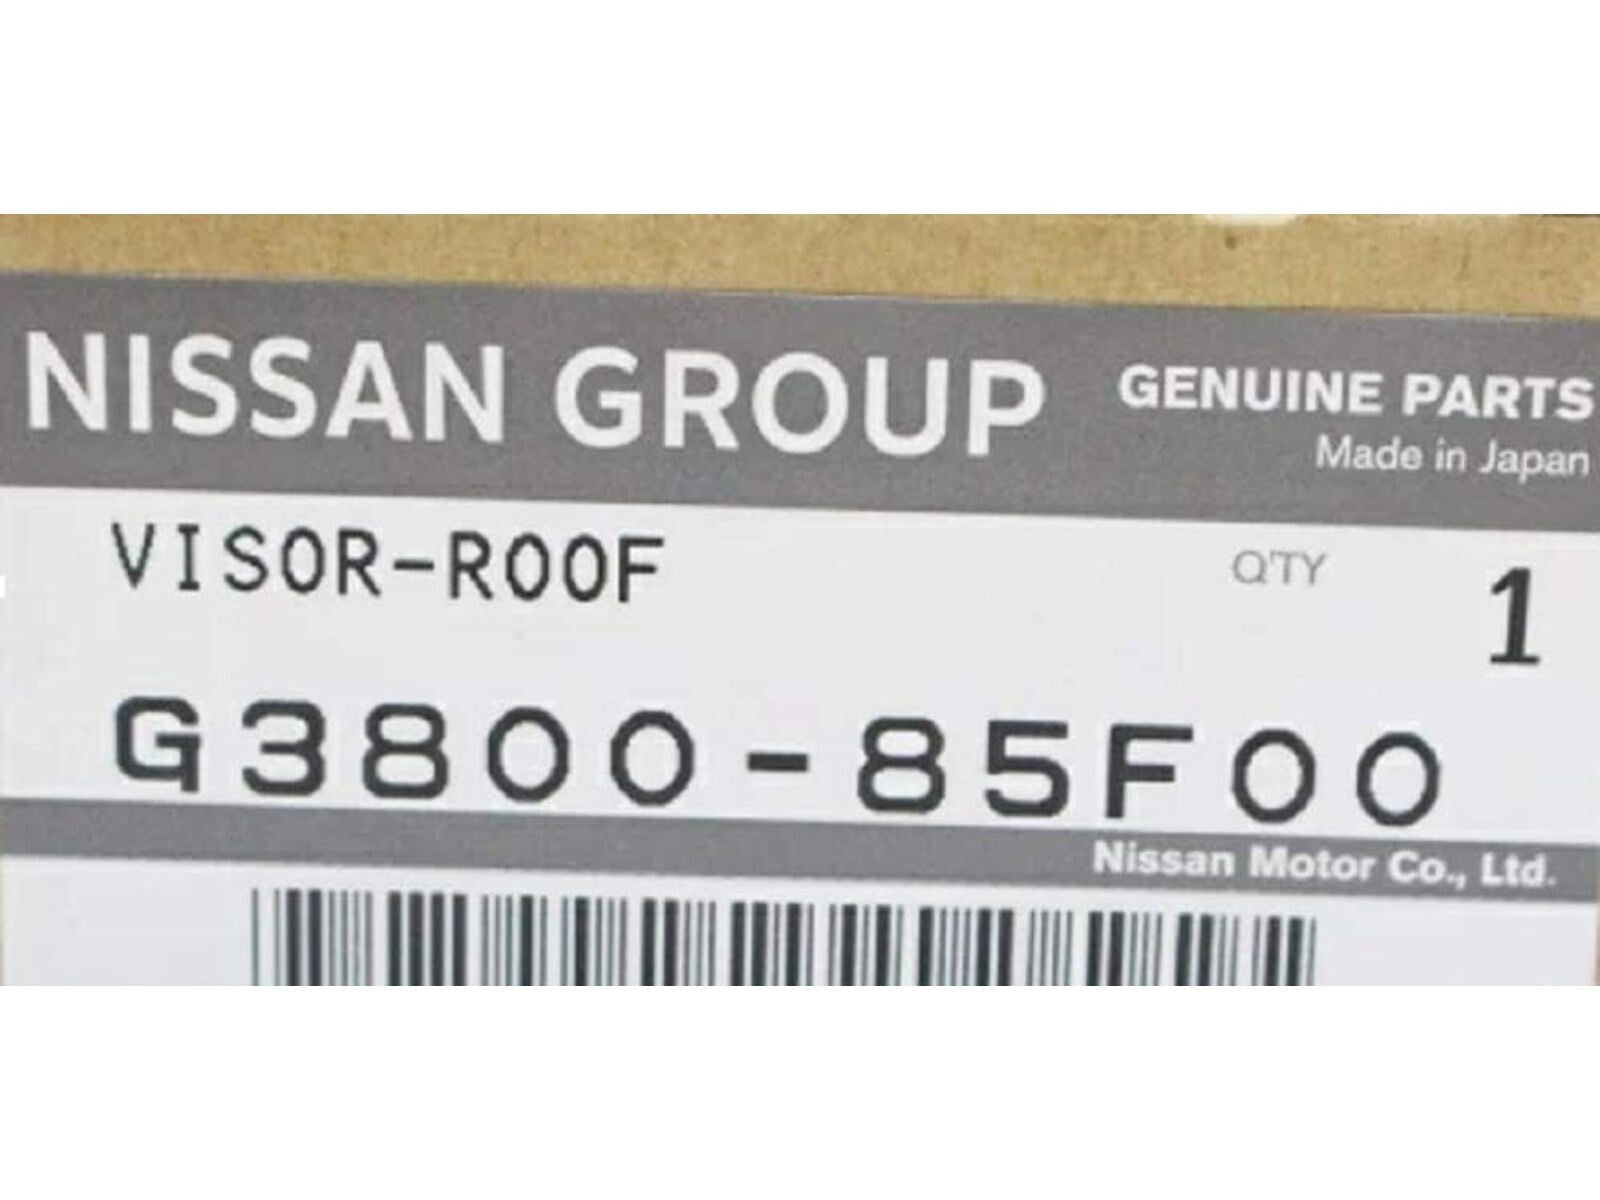 NISSAN GROUP GENUINE PARTS
Made in Japan
VISOR-ROOF Q'TY 1
G3800-85F00
Nissan Motor Co., Ltd.